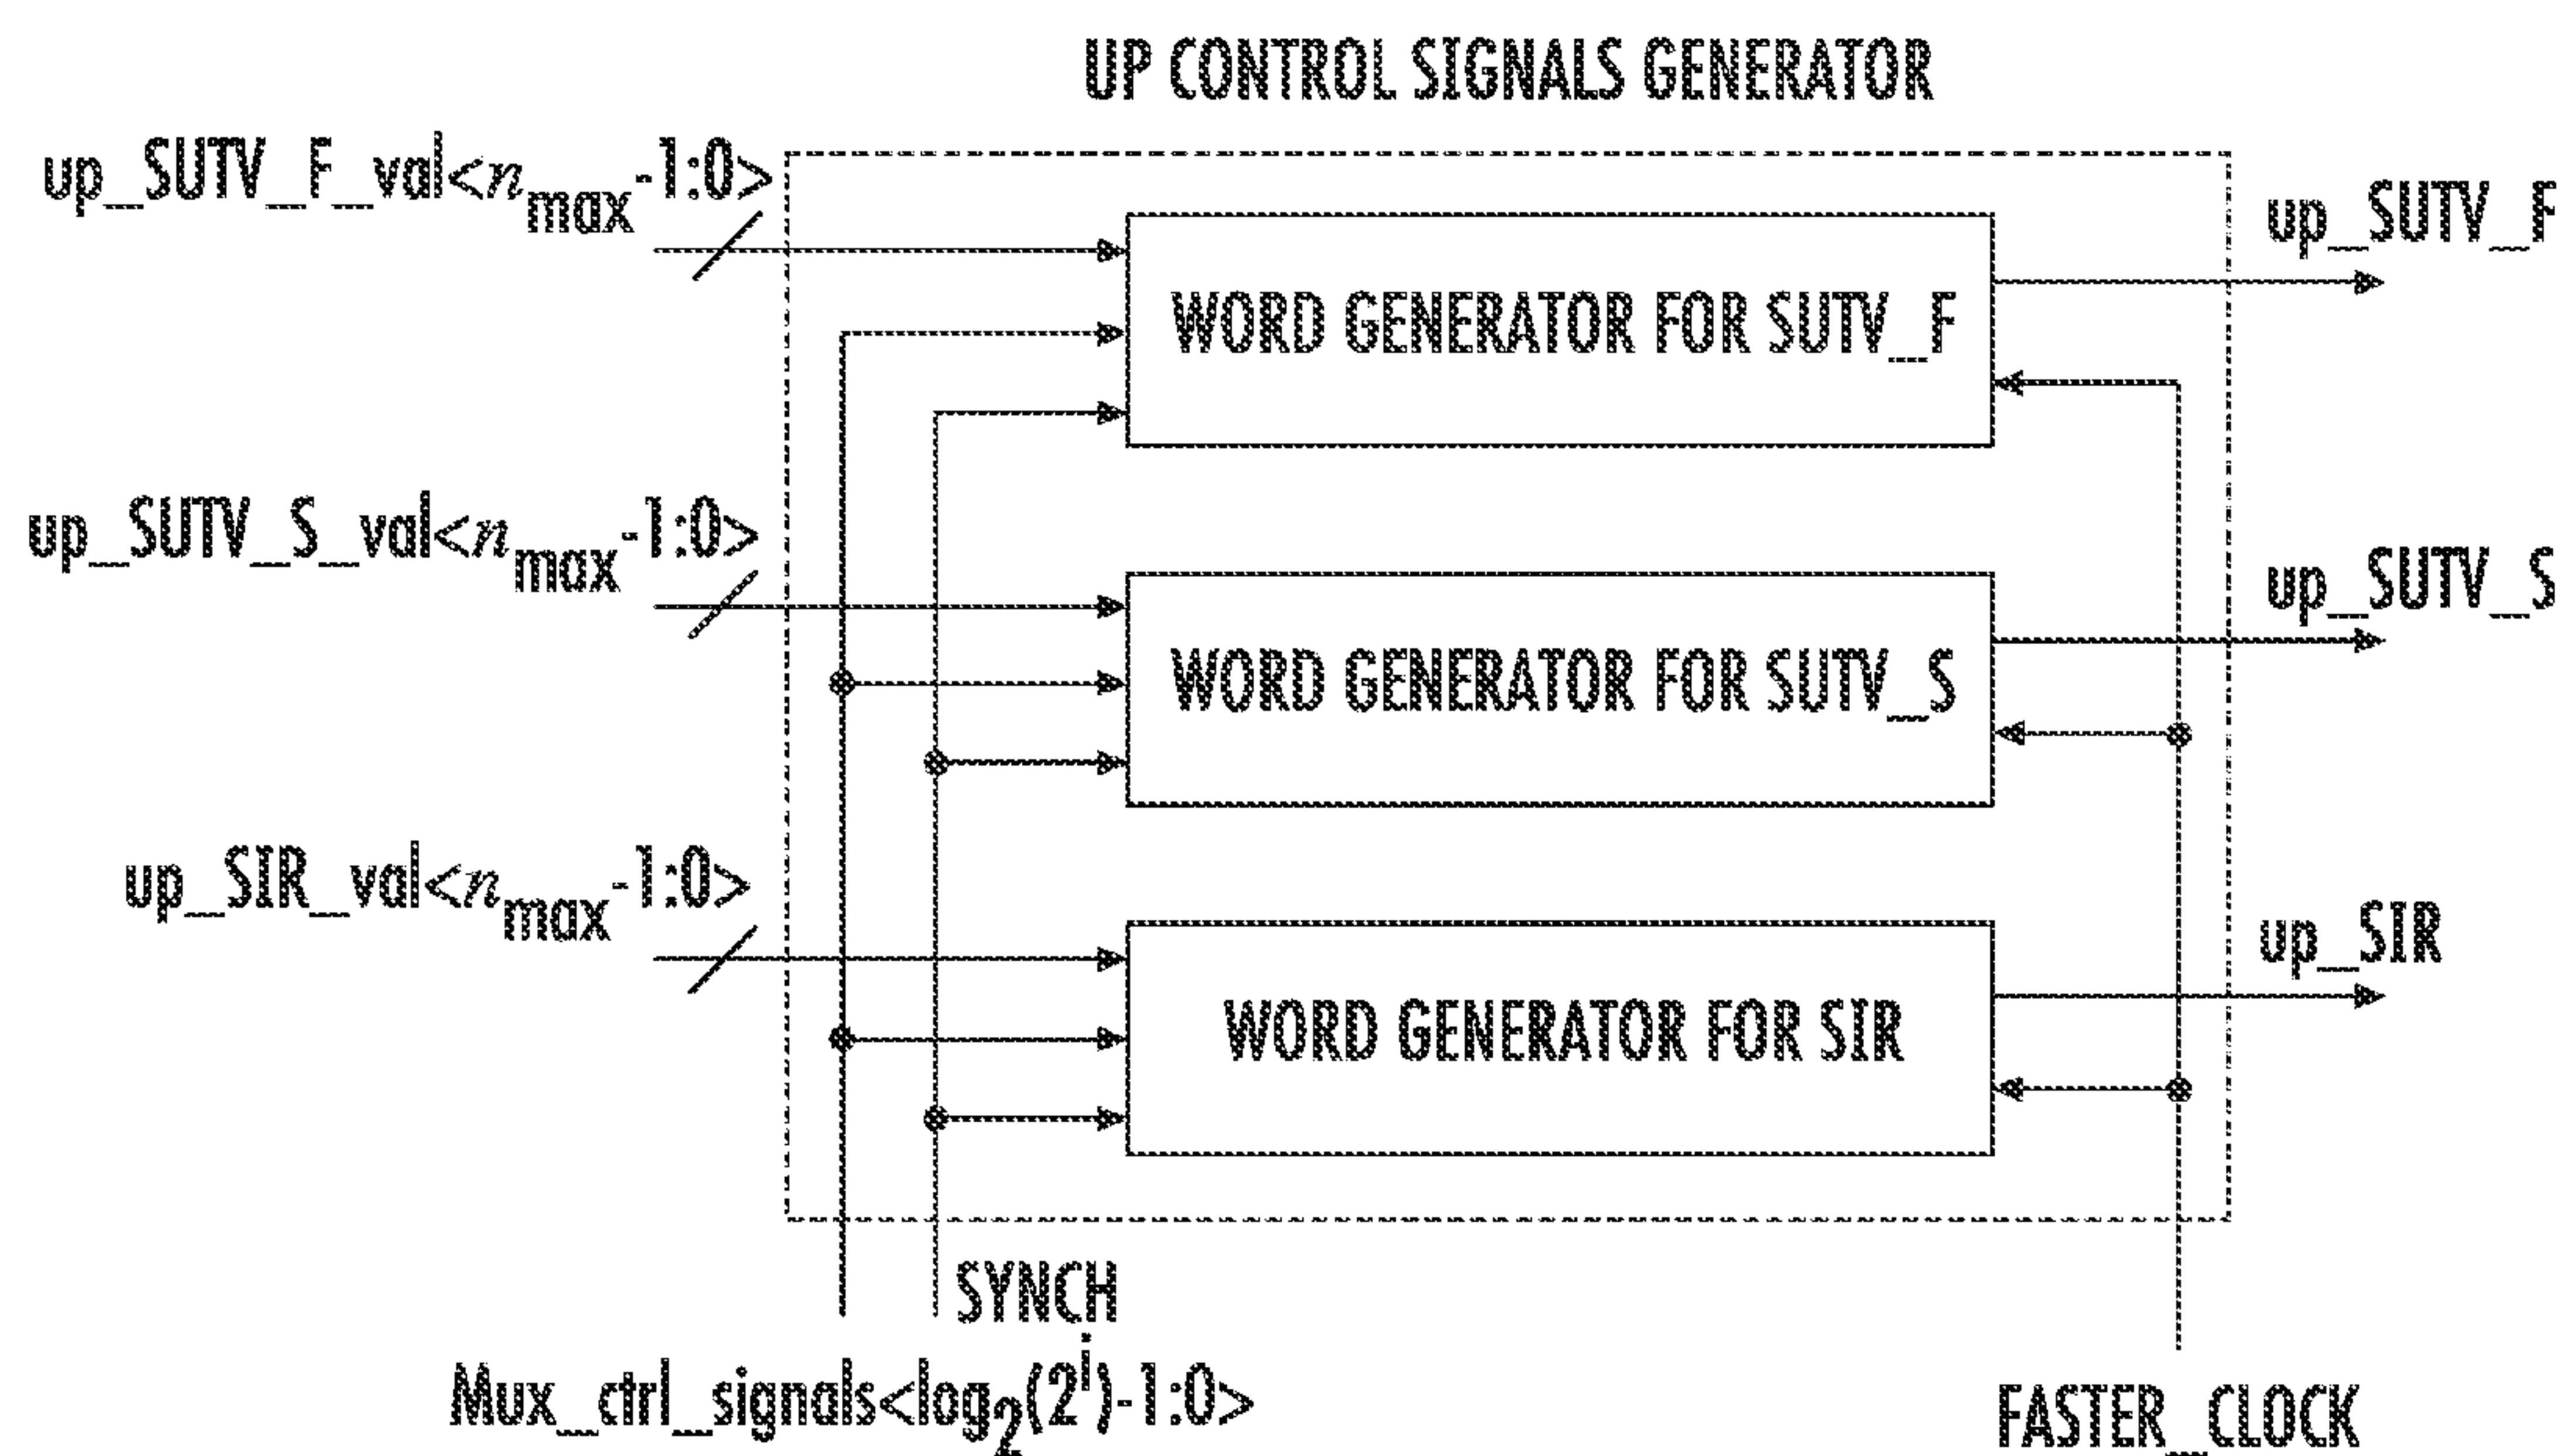 UP CONTROL SIGNALS GENERATOR
up_SUTV_F_val<nmax-1:0>
up_SUTV_F
WORD GENERATOR FOR SUTV_F
up_SUTV_S_val<nmax-1:0>
up_SUTV_S
WORD GENERATOR FOR SUTV_S
up_SIR_val<nmax-1:0>
up_SIR
WORD GENERATOR FOR SIR
SYNCH
Mux_ctrl_signals<log2(2^i)-1:0>
FASTER_CLOCK